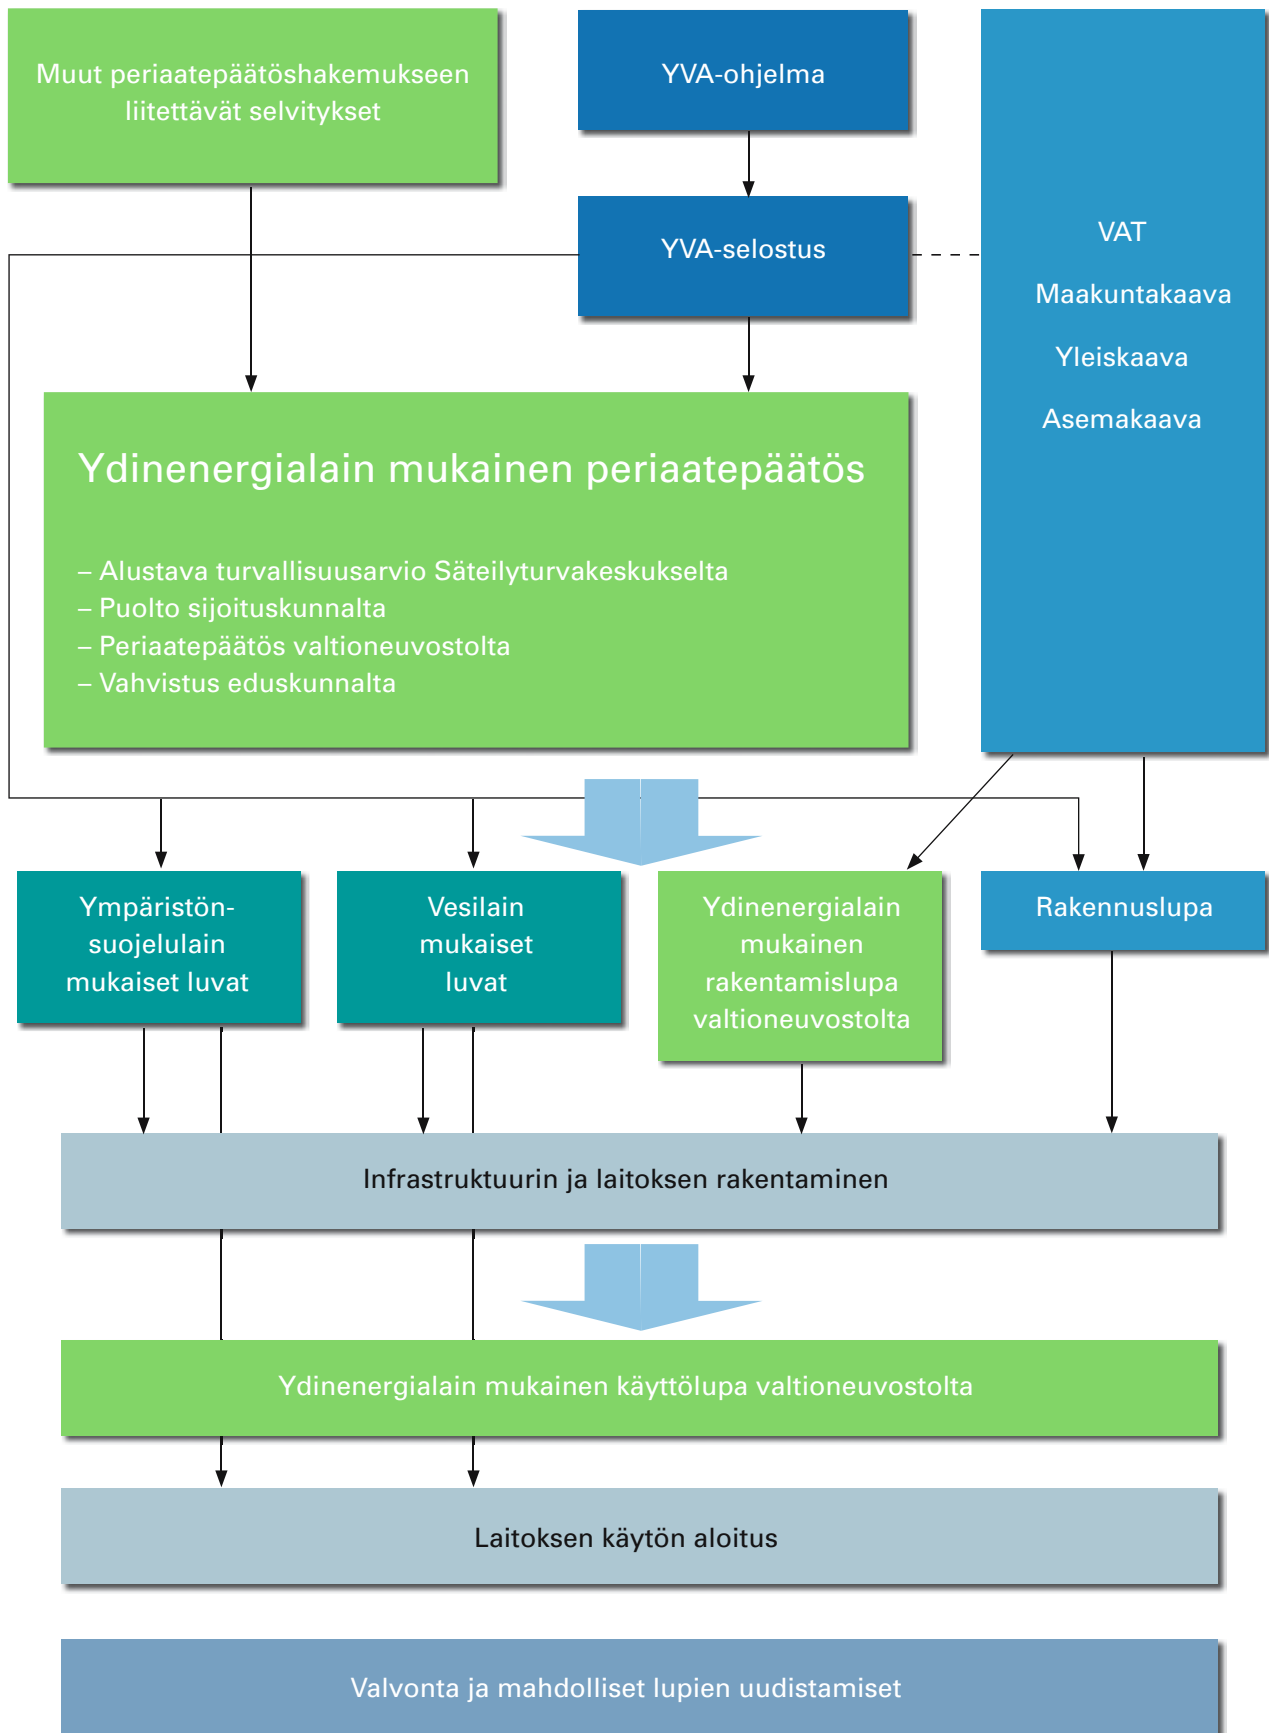 Muut periaatepäätöshakemukseen
liitettävät selvitykset
YVA-ohjelma
YVA-selostus
VAT
Maakuntakaava
Yleiskaava
Asemakaava
Ydinenergialain mukainen periaatepäätös
– Alustava turvallisuusarvio Säteilyturvakeskukselta
– Puolto sijoituskunnalta
– Periaatepäätös valtioneuvostolta
– Vahvistus eduskunnalta
Ympäristön-
suojelulain
mukaiset luvat
Vesilain
mukaiset
luvat
Ydinenergialain
mukainen
rakentamislupa
valtioneuvostolta
Rakennuslupa
Infrastruktuurin ja laitoksen rakentaminen
Ydinenergialain mukainen käyttölupa valtioneuvostolta
Laitoksen käytön aloitus
Valvonta ja mahdolliset lupien uudistamiset